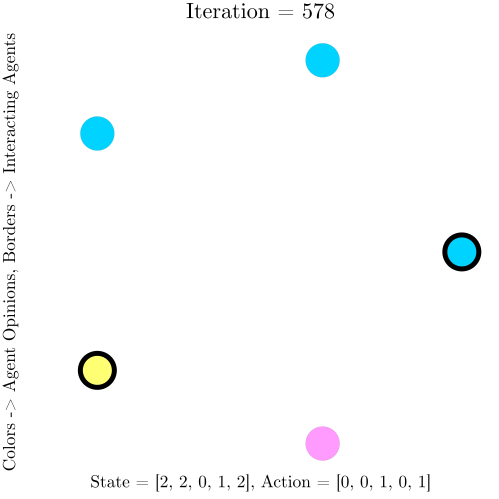 Iteration = 578
Colors -> Agent Opinions, Borders -> Interacting Agents
State = [2, 2, 0, 1, 2], Action = [0, 0, 1, 0, 1]